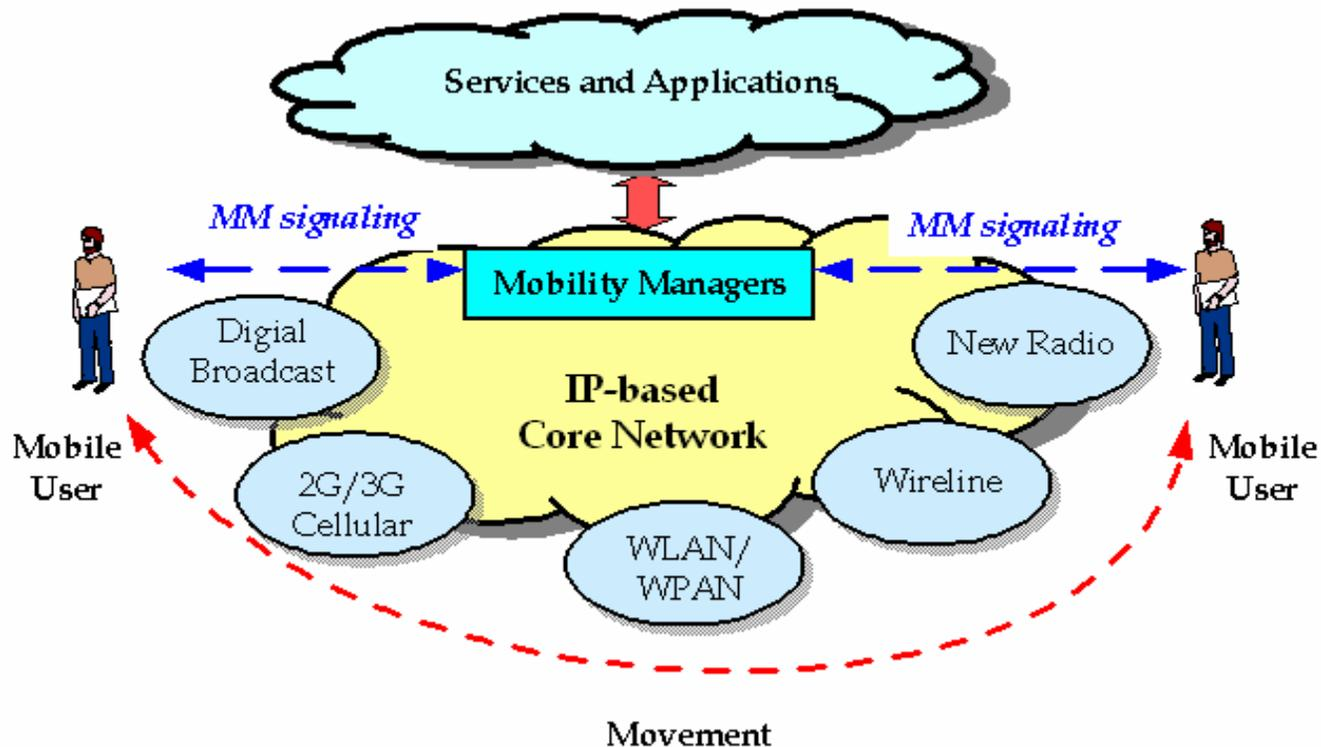 Services and Applications
MM signaling
MM signaling
Mobility Managers
Digial
Broadcast
New Radio
IP-based
Core Network
Mobile
User
Mobile
User
2G/3G
Cellular
Wireline
WLAN/
WPAN
Movement